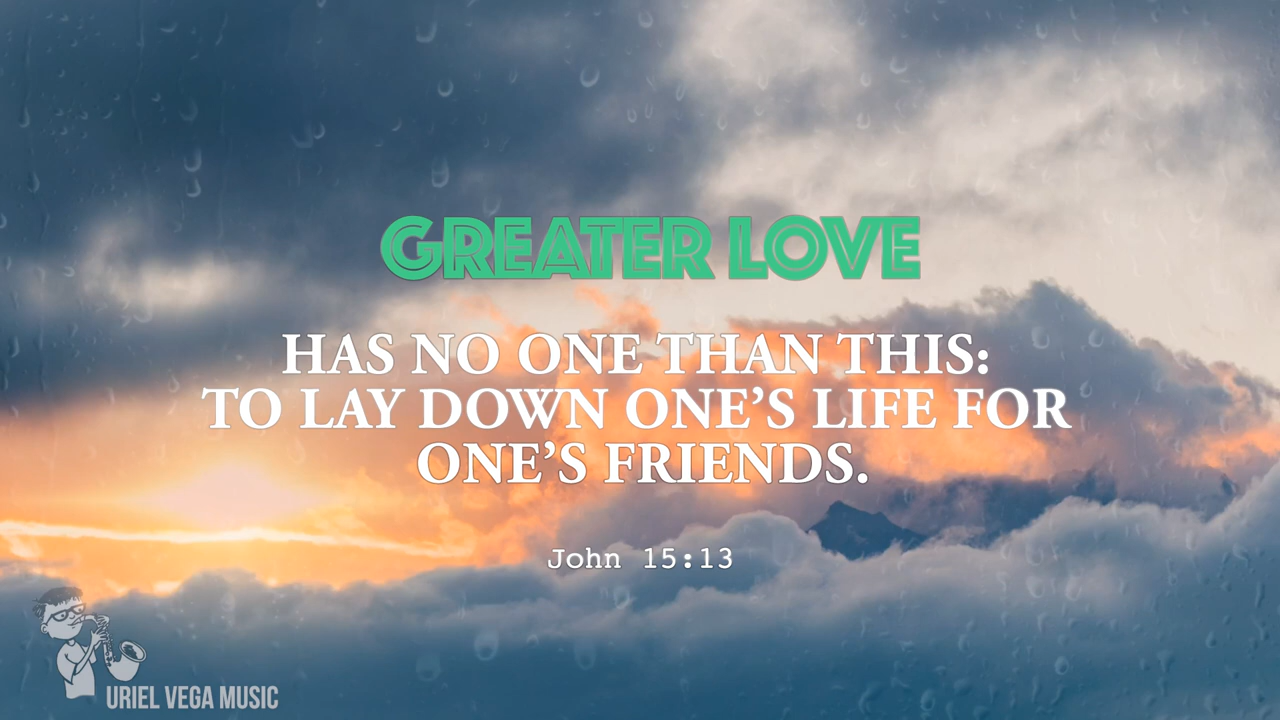 GREATER LOVE
HAS NO ONE THAN THIS:
TO LAY DOWN ONE’S LIFE FOR
ONE’S FRIENDS.
John 15:13
URIEL VEGA MUSIC